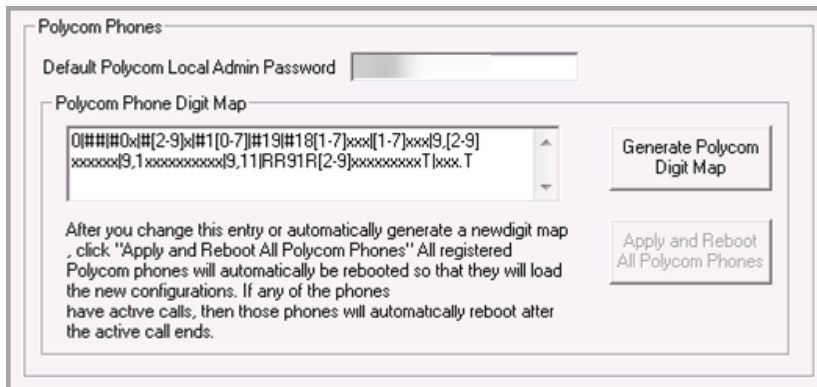 Polycom Phones
Default Polycom Local Admin Password
Polycom Phone Digit Map
0|##|#0x|#[2-9]x|#1[0-7]|#19|#18[1-7]xxx|[1-7]xxx|9,[2-9]
xxxxxx|9,1xxxxxxxxxx|9,11|RR91R[2-9]xxxxxxxxxT|xxx.T
Generate Polycom
Digit Map
After you change this entry or automatically generate a newdigit map
, click "Apply and Reboot All Polycom Phones" All registered
Polycom phones will automatically be rebooted so that they will load
the new configurations. If any of the phones
have active calls, then those phones will automatically reboot after
the active call ends.
Apply and Reboot
All Polycom Phones